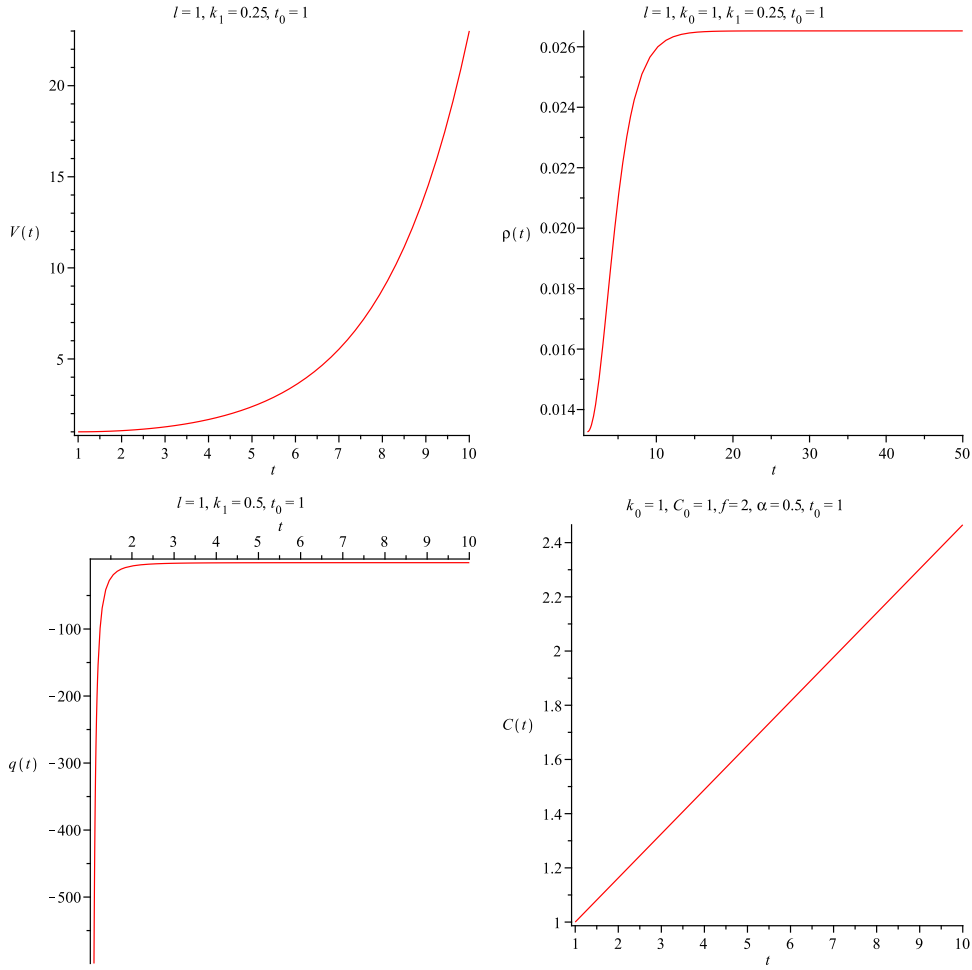 l = 1, k₁ = 0.25, t₀ = 1
20
15
V(t)
10
5
1 2 3 4 5 6 7 8 9 10
t
l = 1, k₀ = 1, k₁ = 0.25, t₀ = 1
0.026
0.024
0.022
0.020
ρ(t)
0.018
0.016
0.014
10 20 30 40 50
t
l = 1, k₁ = 0.5, t₀ = 1
t
2 3 4 5 6 7 8 9 10
−100
−200
−300
q(t)
−400
−500
k₀ = 1, C₀ = 1, f = 2, α = 0.5, t₀ = 1
2.4
2.2
2
1.8
C(t)
1.6
1.4
1.2
1
1 2 3 4 5 6 7 8 9 10
t